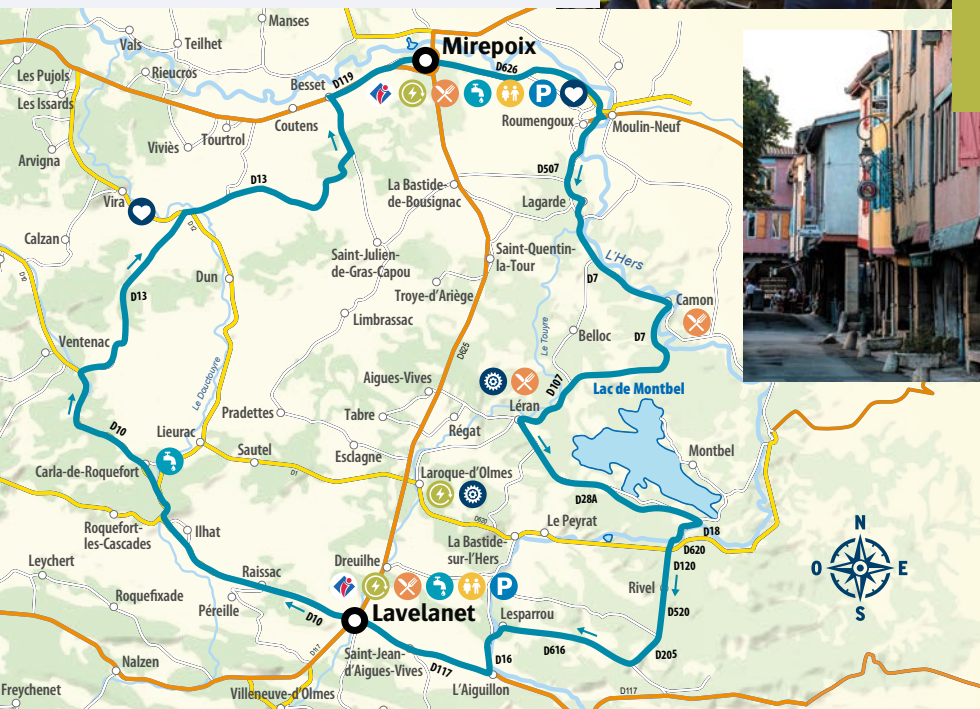 Manses
Vals
Teilhet
Mirepoix
Les Pujols
Rieucros
Besset
D119
D626
P
Les Issards
Coutens
Roumengoux
Moulin-Neuf
Tourtrol
Viviès
Arvigna
D13
La Bastide-
de-Bousignac
D507
Lagarde
Vira
D12
Calzan
Saint-Julien-
de-Gras-Capou
Saint-Quentin-
la-Tour
L'Hers
Dun
D7
D13
Troye-d'Ariège
Camon
Limbrassac
Le Touyre
Belloc
D7
Ventenac
D625
Le Douctouyre
Aigues-Vives
D107
Lac de Montbel
Léran
Pradettes
Tabre
Régat
D10
Lieurac
Sautel
Esclagne
Montbel
Carla-de-Roquefort
D1
Laroque-d'Olmes
D28A
Roquefort-
les-Cascades
Ilhat
D620
Le Peyrat
D18
La Bastide-
sur-l'Hers
D620
N
Leychert
Dreuilhe
D120
O
E
Raissac
P
Rivel
Roquefixade
Péreille
D520
S
D10
Lavelanet
Lesparrou
Saint-Jean-
d'Aigues-Vives
D616
D205
Nalzen
D117
D117
D16
L'Aiguillon
Freychenet
Villeneuve-d'Olmes
D117